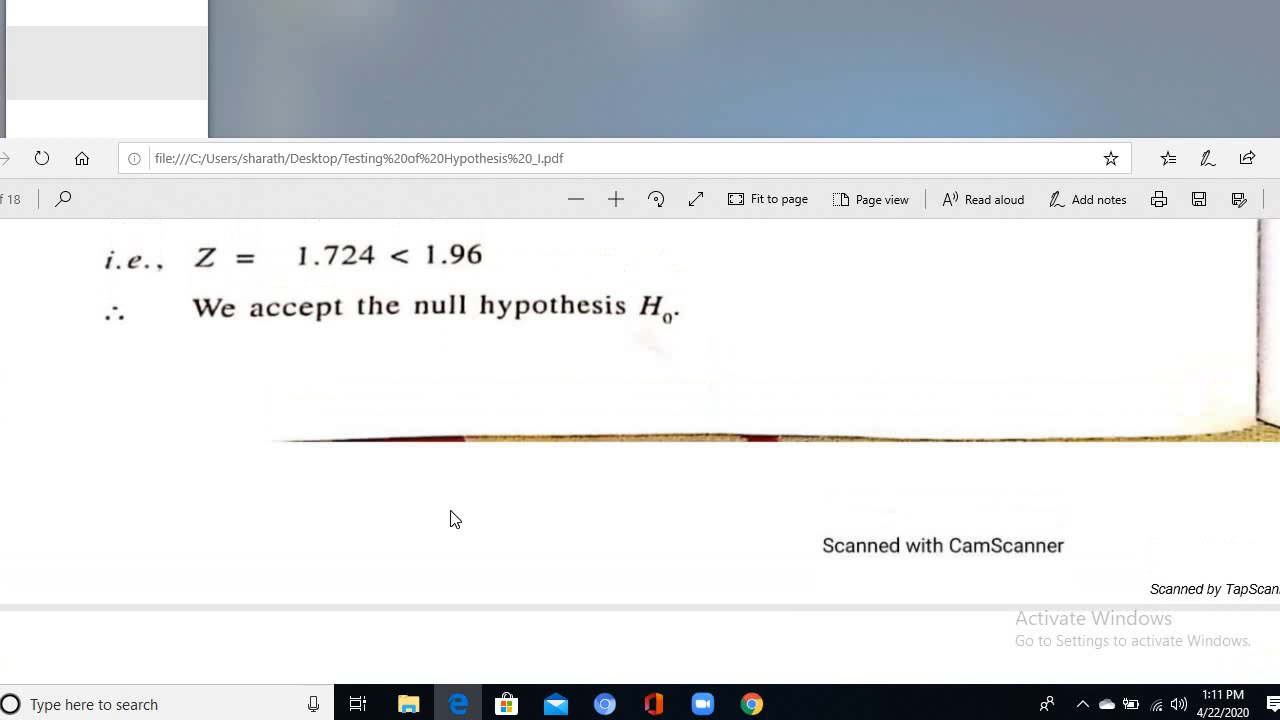 file:///C:/Users/sharath/Desktop/Testing%20of%20Hypothesis%20_I.pdf
f 18
Fit to page
Page view
Read aloud
Add notes
i.e., Z = 1.724 < 1.96
∴ We accept the null hypothesis H₀.
Scanned with CamScanner
Scanned by TapScan
Activate Windows
Go to Settings to activate Windows.
Type here to search
1:11 PM
4/22/2020